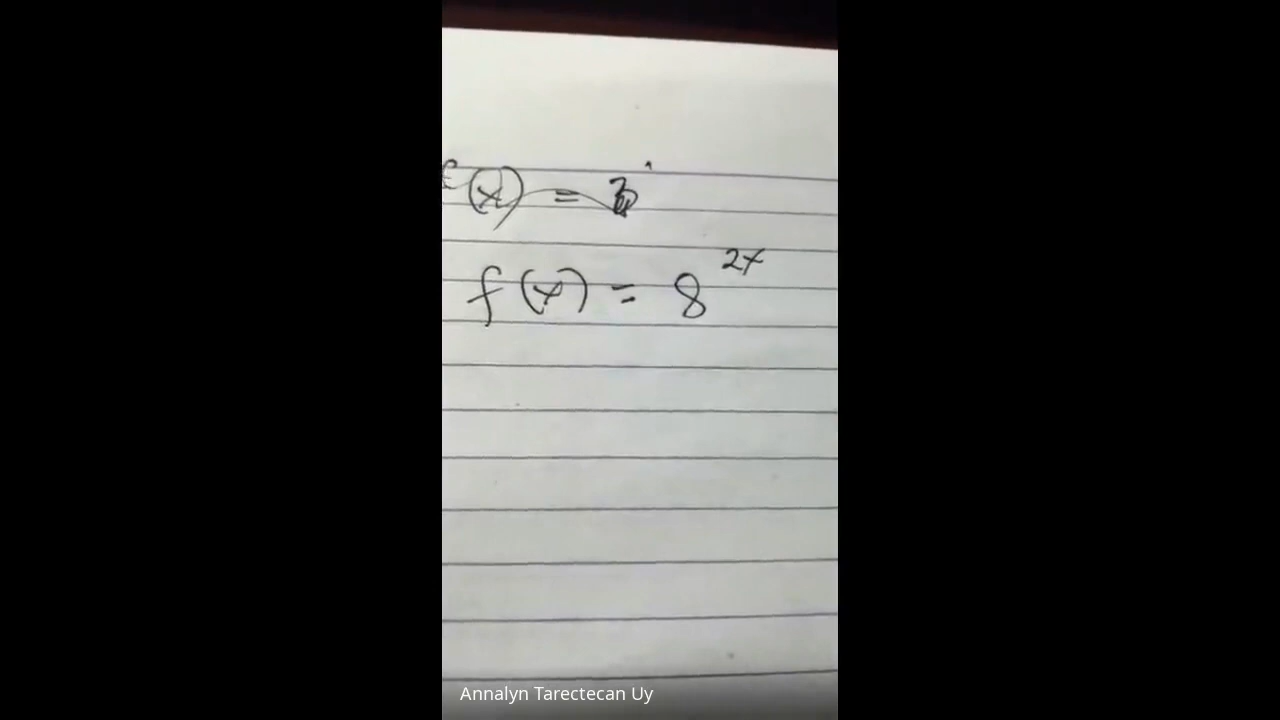 (x) =
f(x) = 8^{2x}
Annalyn Tarectecan Uy